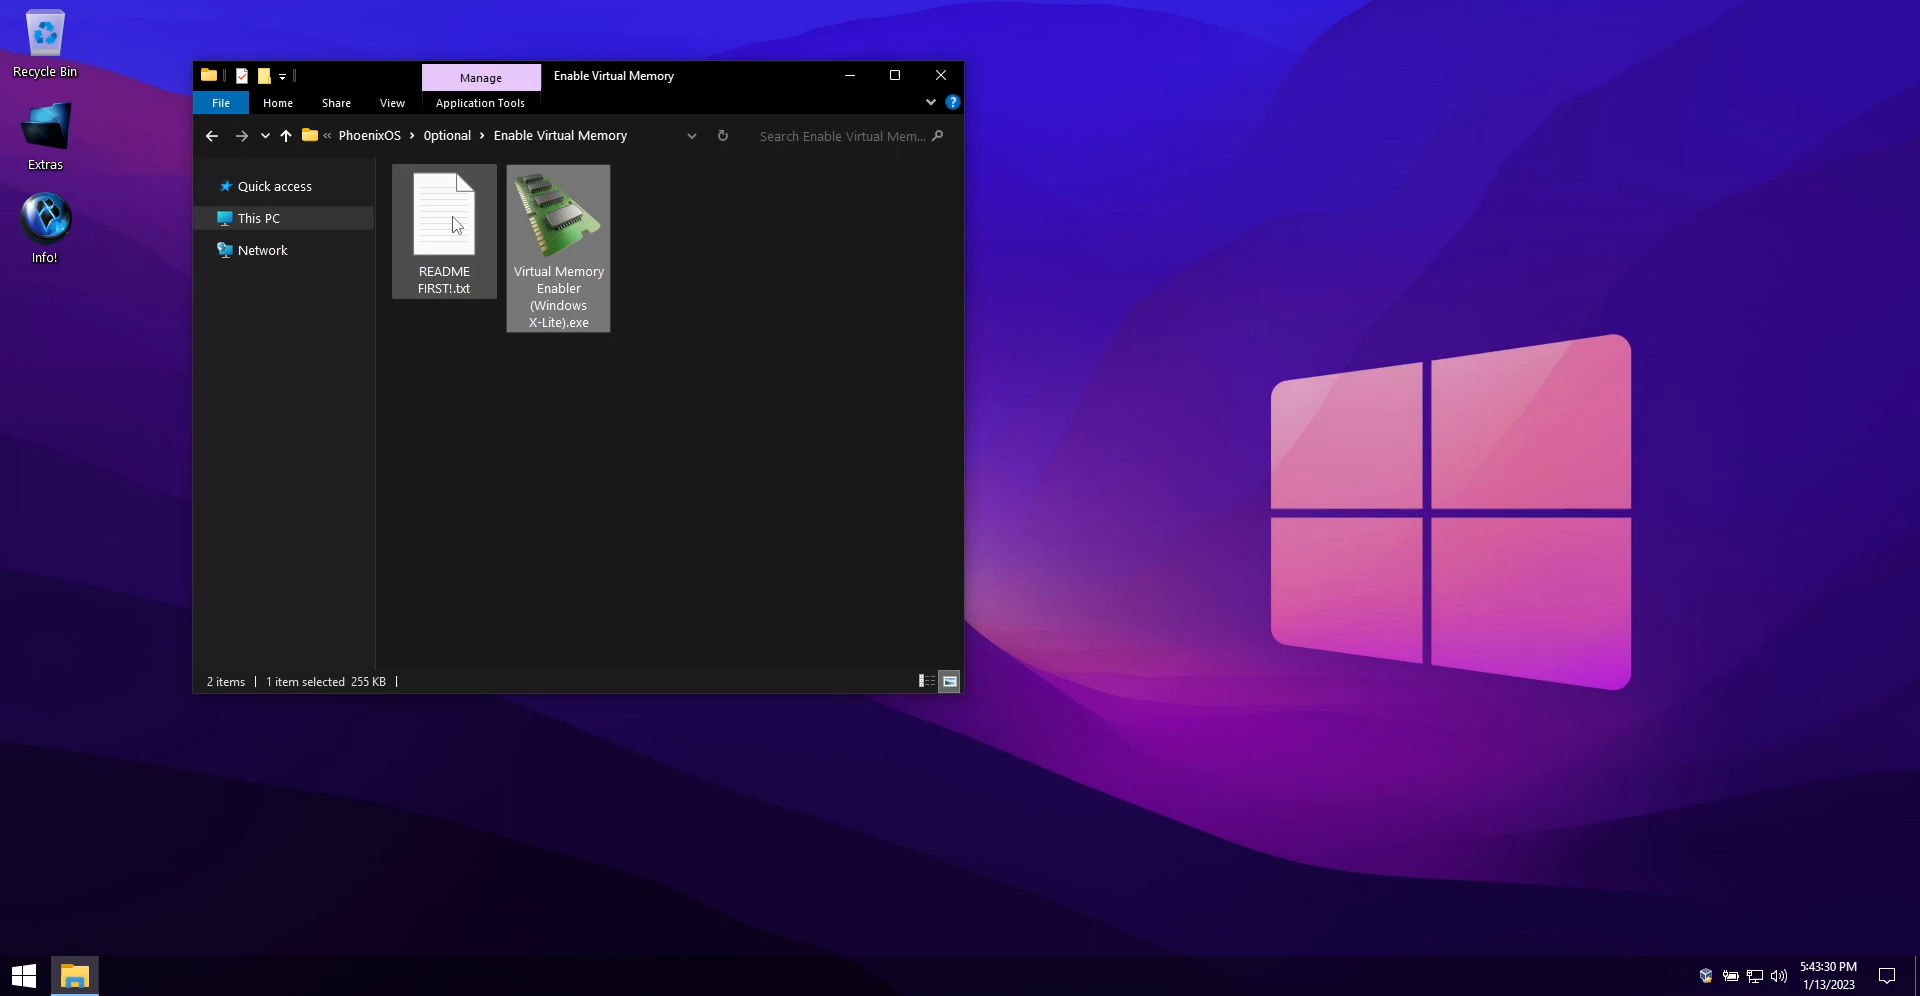 Recycle Bin
Extras
Info!
Manage
Enable Virtual Memory
File
Home
Share
View
Application Tools
?
« PhoenixOS › 0ptional › Enable Virtual Memory
Search Enable Virtual Mem...
Quick access
This PC
Network
README
FIRST!.txt
Virtual Memory
Enabler
(Windows
X-Lite).exe
2 items
1 item selected 255 KB
5:43:30 PM
1/13/2023